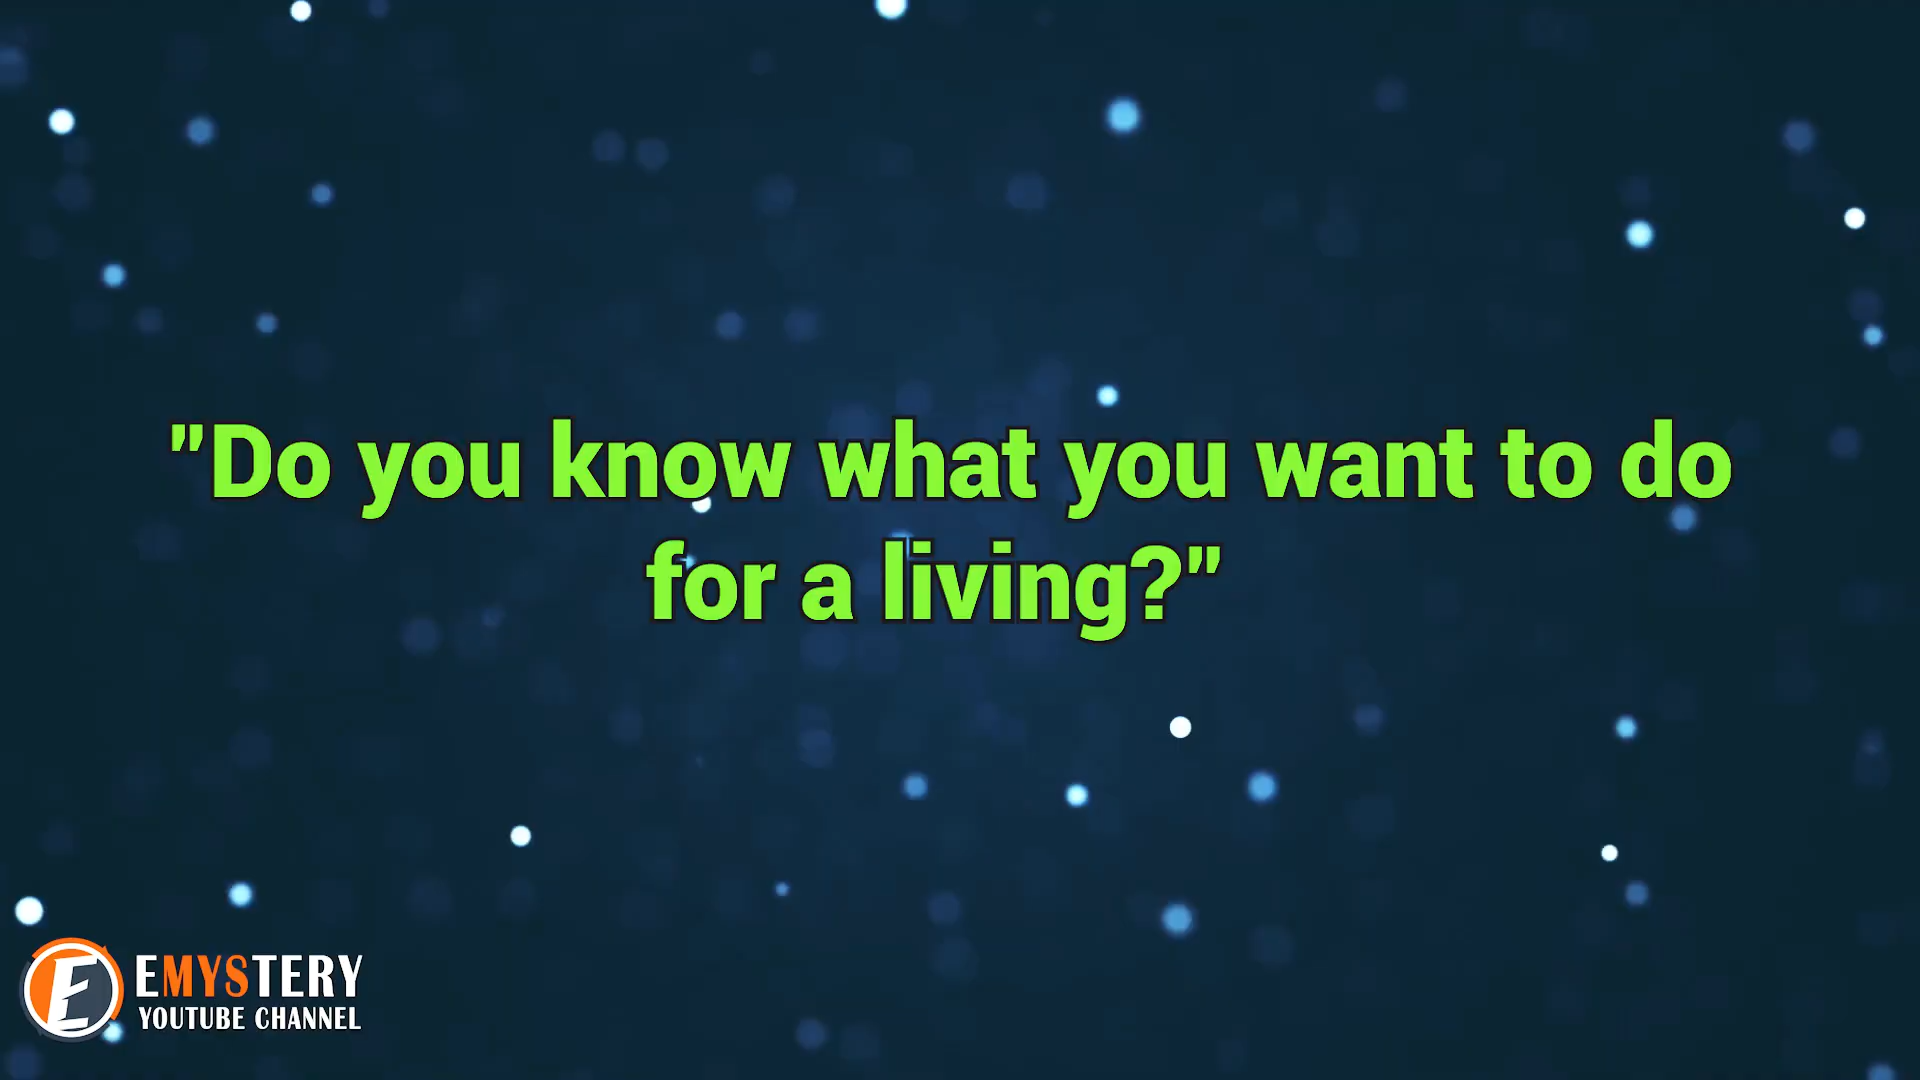 "Do you know what you want to do
for a living?”
E
EMYSTERY
YOUTUBE CHANNEL